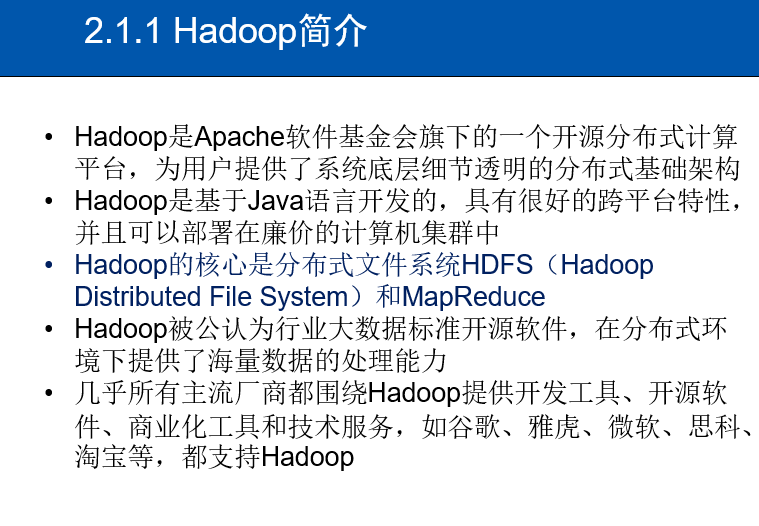 2.1.1 Hadoop简介
• Hadoop是Apache软件基金会旗下的一个开源分布式计算
平台，为用户提供了系统底层细节透明的分布式基础架构
• Hadoop是基于Java语言开发的，具有很好的跨平台特性，
并且可以部署在廉价的计算机集群中
• Hadoop的核心是分布式文件系统HDFS（Hadoop
Distributed File System）和MapReduce
• Hadoop被公认为行业大数据标准开源软件，在分布式环
境下提供了海量数据的处理能力
• 几乎所有主流厂商都围绕Hadoop提供开发工具、开源软
件、商业化工具和技术服务，如谷歌、雅虎、微软、思科、
淘宝等，都支持Hadoop